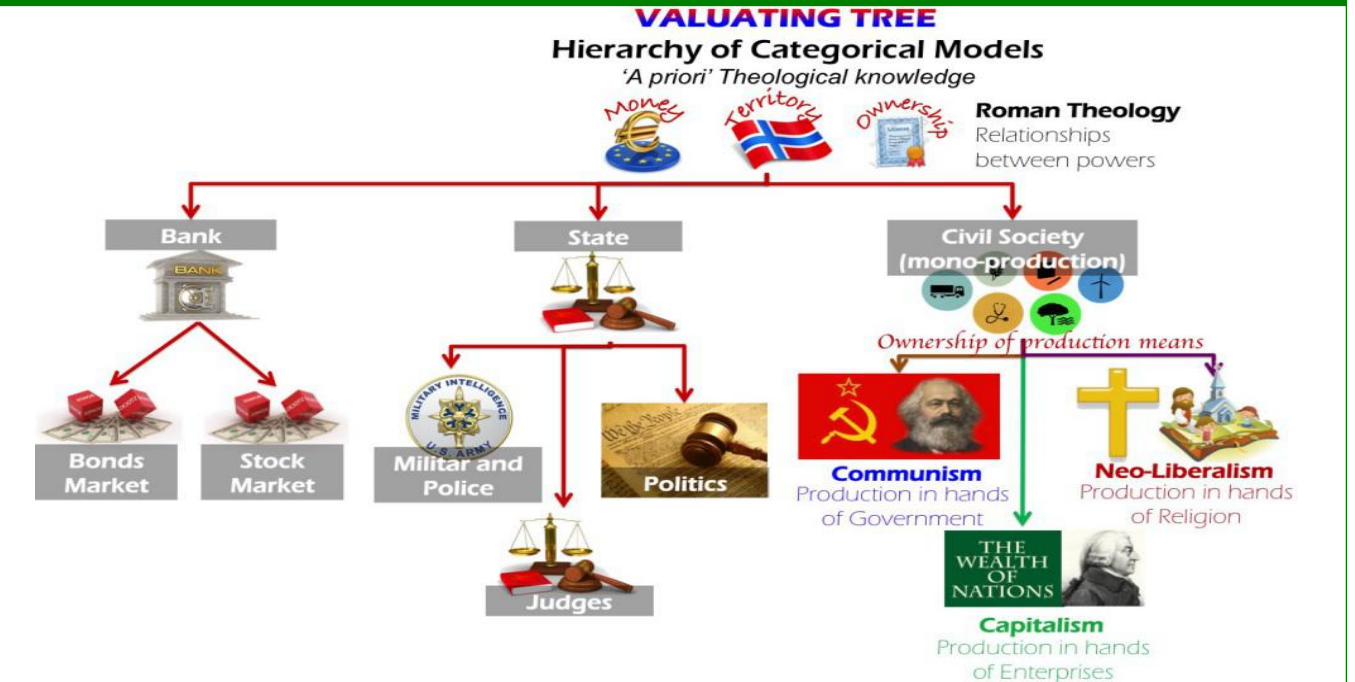 VALUATING TREE
Hierarchy of Categorical Models
'A priori' Theological knowledge
Money
Territory
Ownership
Roman Theology
Relationships
between powers
Bank
State
Civil Society
(mono-production)
BANK
Ownership of production means
MILITARY INTELLIGENCE
U.S. ARMY
We the People
Bonds
Market
Stock
Market
Militar and
Police
Politics
Communism
Production in hands
of Government
Neo-Liberalism
Production in hands
of Religion
Judges
THE
WEALTH
OF
NATIONS
Capitalism
Production in hands
of Enterprises